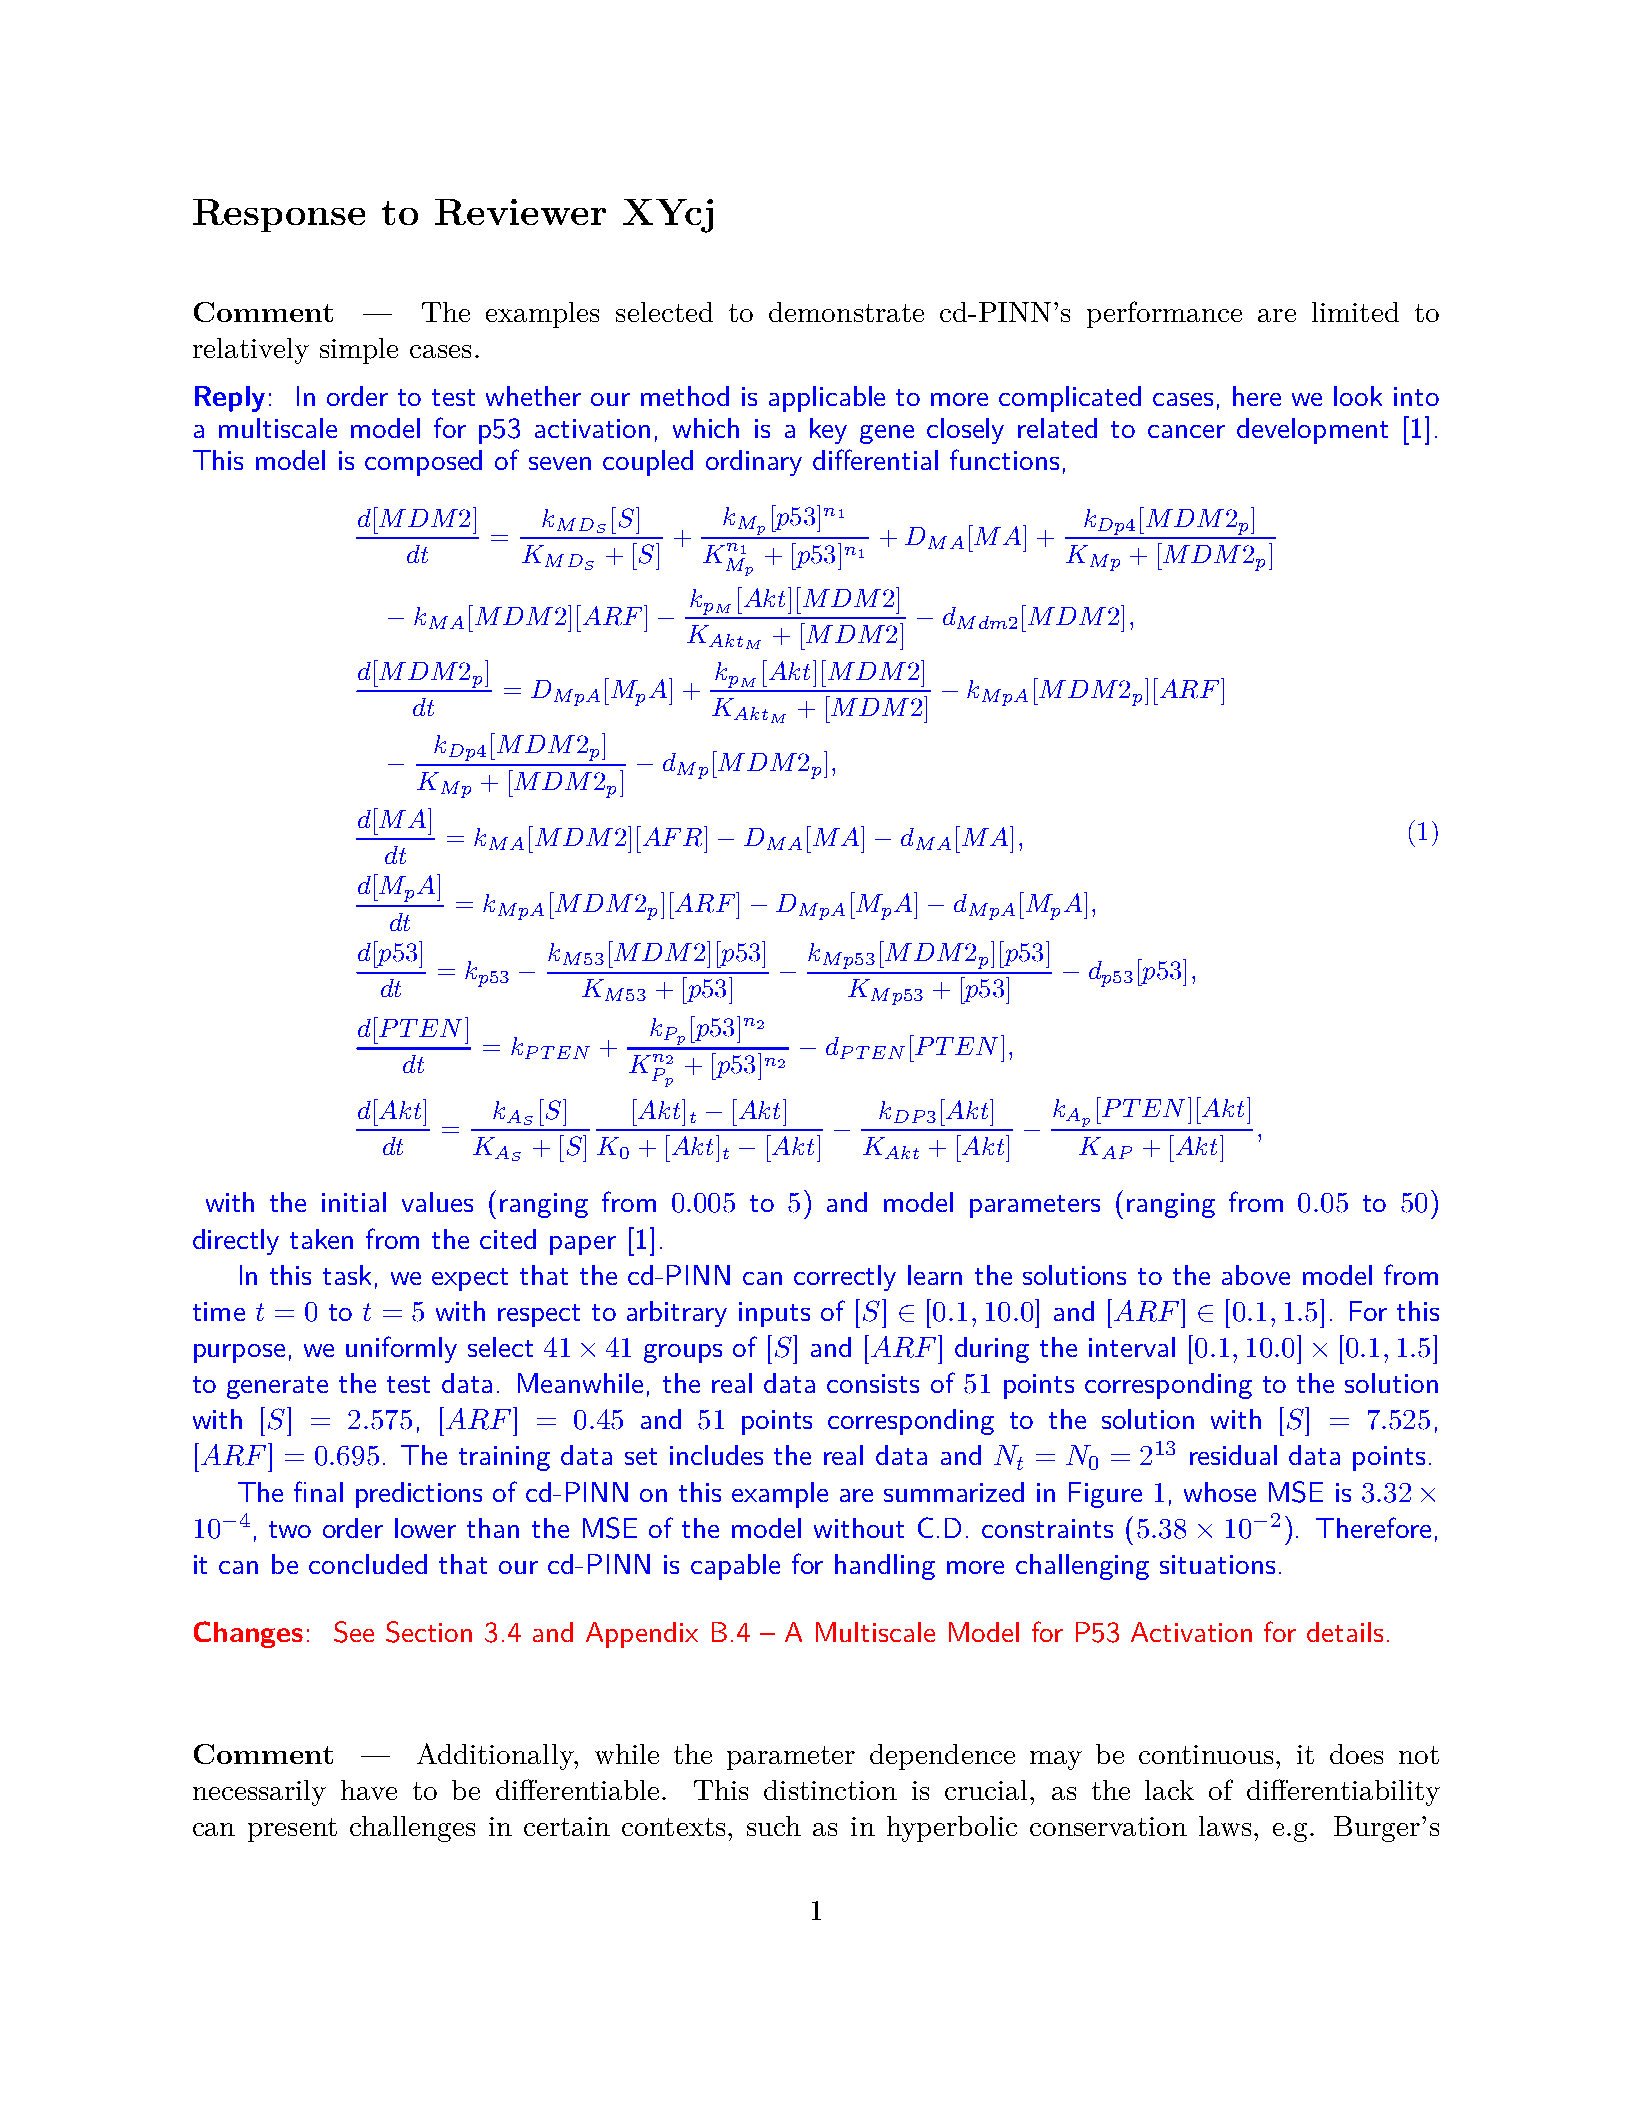 Response to Reviewer XYcj
Comment — The examples selected to demonstrate cd-PINN's performance are limited to
relatively simple cases.
Reply: In order to test whether our method is applicable to more complicated cases, here we look into
a multiscale model for p53 activation, which is a key gene closely related to cancer development [1].
This model is composed of seven coupled ordinary differential functions,
\frac{d[MDM2]}{dt} = \frac{k_{MD_S}[S]}{K_{MD_S} + [S]} + \frac{k_{M_p}[p53]^{n_1}}{K_{M_p}^{n_1} + [p53]^{n_1}} + D_{MA}[MA] + \frac{k_{Dp4}[MDM2_p]}{K_{Mp} + [MDM2_p]}
- k_{MA}[MDM2][ARF] - \frac{k_{p_M}[Akt][MDM2]}{K_{Akt_M} + [MDM2]} - d_{Mdm2}[MDM2],
\frac{d[MDM2_p]}{dt} = D_{MpA}[M_pA] + \frac{k_{p_M}[Akt][MDM2]}{K_{Akt_M} + [MDM2]} - k_{MpA}[MDM2_p][ARF]
- \frac{k_{Dp4}[MDM2_p]}{K_{Mp} + [MDM2_p]} - d_{Mp}[MDM2_p],
\frac{d[MA]}{dt} = k_{MA}[MDM2][AFR] - D_{MA}[MA] - d_{MA}[MA], (1)
\frac{d[M_pA]}{dt} = k_{MpA}[MDM2_p][ARF] - D_{MpA}[M_pA] - d_{MpA}[M_pA],
\frac{d[p53]}{dt} = k_{p53} - \frac{k_{M53}[MDM2][p53]}{K_{M53} + [p53]} - \frac{k_{Mp53}[MDM2_p][p53]}{K_{Mp53} + [p53]} - d_{p53}[p53],
\frac{d[PTEN]}{dt} = k_{PTEN} + \frac{k_{P_p}[p53]^{n_2}}{K_{P_p}^{n_2} + [p53]^{n_2}} - d_{PTEN}[PTEN],
\frac{d[Akt]}{dt} = \frac{k_{A_S}[S]}{K_{A_S} + [S]} \frac{[Akt]_t - [Akt]}{K_0 + [Akt]_t - [Akt]} - \frac{k_{DP3}[Akt]}{K_{Akt} + [Akt]} - \frac{k_{A_p}[PTEN][Akt]}{K_{AP} + [Akt]},
with the initial values (ranging from 0.005 to 5) and model parameters (ranging from 0.05 to 50)
directly taken from the cited paper [1].
In this task, we expect that the cd-PINN can correctly learn the solutions to the above model from
time t = 0 to t = 5 with respect to arbitrary inputs of [S] ∈ [0.1, 10.0] and [ARF] ∈ [0.1, 1.5]. For this
purpose, we uniformly select 41 × 41 groups of [S] and [ARF] during the interval [0.1, 10.0] × [0.1, 1.5]
to generate the test data. Meanwhile, the real data consists of 51 points corresponding to the solution
with [S] = 2.575, [ARF] = 0.45 and 51 points corresponding to the solution with [S] = 7.525,
[ARF] = 0.695. The training data set includes the real data and N_t = N_0 = 2^{13} residual data points.
The final predictions of cd-PINN on this example are summarized in Figure 1, whose MSE is 3.32 ×
10^{-4}, two order lower than the MSE of the model without C.D. constraints (5.38 × 10^{-2}). Therefore,
it can be concluded that our cd-PINN is capable for handling more challenging situations.
Changes: See Section 3.4 and Appendix B.4 – A Multiscale Model for P53 Activation for details.
Comment — Additionally, while the parameter dependence may be continuous, it does not
necessarily have to be differentiable. This distinction is crucial, as the lack of differentiability
can present challenges in certain contexts, such as in hyperbolic conservation laws, e.g. Burger's
1